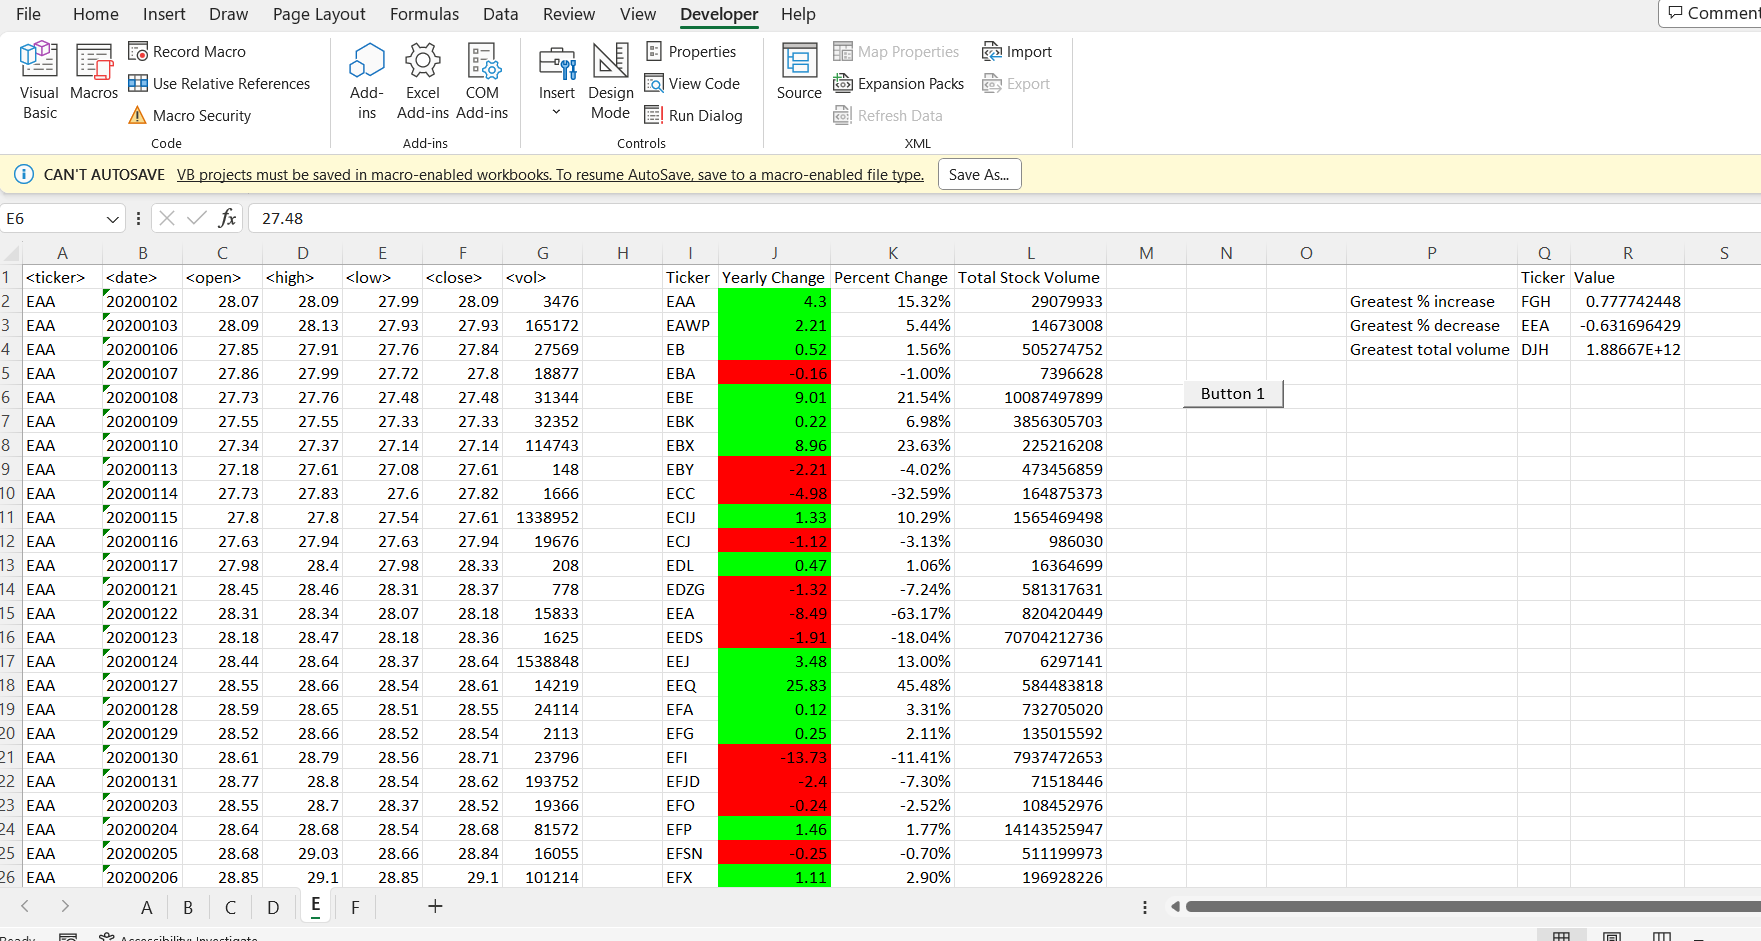 File Home Insert Draw Page Layout Formulas Data Review View Developer Help Comment
Visual Basic Macros Record Macro
Use Relative References
Macro Security
Code
Add-ins Excel Add-ins COM Add-ins
Add-ins
Insert Design Mode Properties
View Code
Run Dialog
Controls
Source Map Properties Import
Expansion Packs Export
Refresh Data
XML
CAN'T AUTOSAVE VB projects must be saved in macro-enabled workbooks. To resume AutoSave, save to a macro-enabled file type. Save As...
E6 fx 27.48
A B C D E F G H I J K L M N O P Q R S
1 <ticker> <date> <open> <high> <low> <close> <vol> Ticker Yearly Change Percent Change Total Stock Volume Ticker Value
2 EAA 20200102 28.07 28.09 27.99 28.09 3476 EAA 4.3 15.32% 29079933 Greatest % increase FGH 0.777742448
3 EAA 20200103 28.09 28.13 27.93 27.93 165172 EAWP 2.21 5.44% 14673008 Greatest % decrease EEA -0.631696429
4 EAA 20200106 27.85 27.91 27.76 27.84 27569 EB 0.52 1.56% 505274752 Greatest total volume DJH 1.88667E+12
5 EAA 20200107 27.86 27.99 27.72 27.8 18877 EBA -0.16 -1.00% 7396628
6 EAA 20200108 27.73 27.76 27.48 27.48 31344 EBE 9.01 21.54% 10087497899 Button 1
7 EAA 20200109 27.55 27.55 27.33 27.33 32352 EBK 0.22 6.98% 3856305703
8 EAA 20200110 27.34 27.37 27.14 27.14 114743 EBX 8.96 23.63% 225216208
9 EAA 20200113 27.18 27.61 27.08 27.61 148 EBY -2.21 -4.02% 473456859
10 EAA 20200114 27.73 27.83 27.6 27.82 1666 ECC -4.98 -32.59% 164875373
11 EAA 20200115 27.8 27.8 27.54 27.61 1338952 ECIJ 1.33 10.29% 1565469498
12 EAA 20200116 27.63 27.94 27.63 27.94 19676 ECJ -1.12 -3.13% 986030
13 EAA 20200117 27.98 28.4 27.98 28.33 208 EDL 0.47 1.06% 16364699
14 EAA 20200121 28.45 28.46 28.31 28.37 778 EDZG -1.32 -7.24% 581317631
15 EAA 20200122 28.31 28.34 28.07 28.18 15833 EEA -8.49 -63.17% 820420449
16 EAA 20200123 28.18 28.47 28.18 28.36 1625 EEDS -1.91 -18.04% 70704212736
17 EAA 20200124 28.44 28.64 28.37 28.64 1538848 EEJ 3.48 13.00% 6297141
18 EAA 20200127 28.55 28.66 28.54 28.61 14219 EEQ 25.83 45.48% 584483818
19 EAA 20200128 28.59 28.65 28.51 28.55 24114 EFA 0.12 3.31% 732705020
20 EAA 20200129 28.52 28.66 28.52 28.54 2113 EFG 0.25 2.11% 135015592
21 EAA 20200130 28.61 28.79 28.56 28.71 23796 EFI -13.73 -11.41% 7937472653
22 EAA 20200131 28.77 28.8 28.54 28.62 193752 EFJD -2.4 -7.30% 71518446
23 EAA 20200203 28.55 28.7 28.37 28.52 19366 EFO -0.24 -2.52% 108452976
24 EAA 20200204 28.64 28.68 28.54 28.68 81572 EFP 1.46 1.77% 14143525947
25 EAA 20200205 28.68 29.03 28.66 28.84 16055 EFSN -0.25 -0.70% 511199973
26 EAA 20200206 28.85 29.1 28.85 29.1 101214 EFX 1.11 2.90% 196928226
A B C D E F +
Ready Accessibility: Investigate